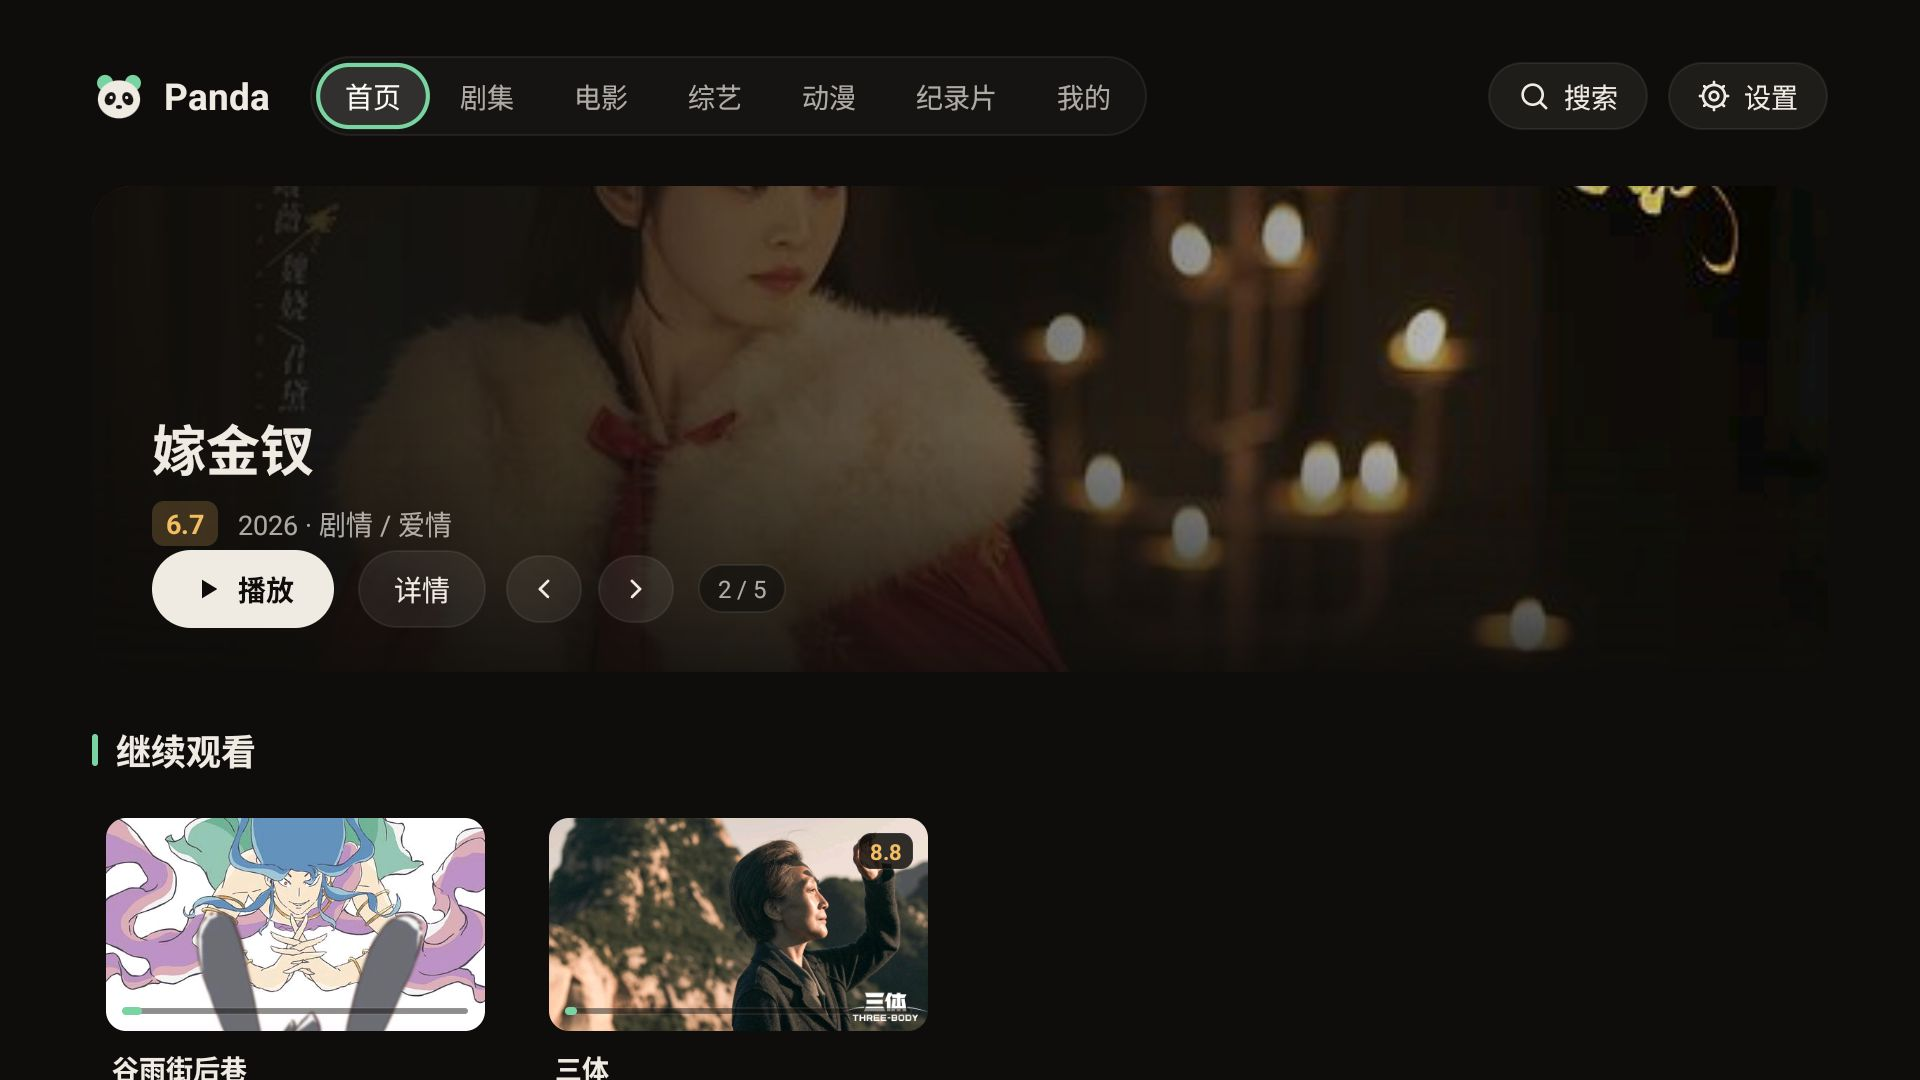 Panda
首页
剧集
电影
综艺
动漫
纪录片
我的
搜索
设置
嫁金钗
6.7
2026 · 剧情 / 爱情
播放
详情
2 / 5
继续观看
8.8
三体
THREE-BODY
谷雨街后巷
三体